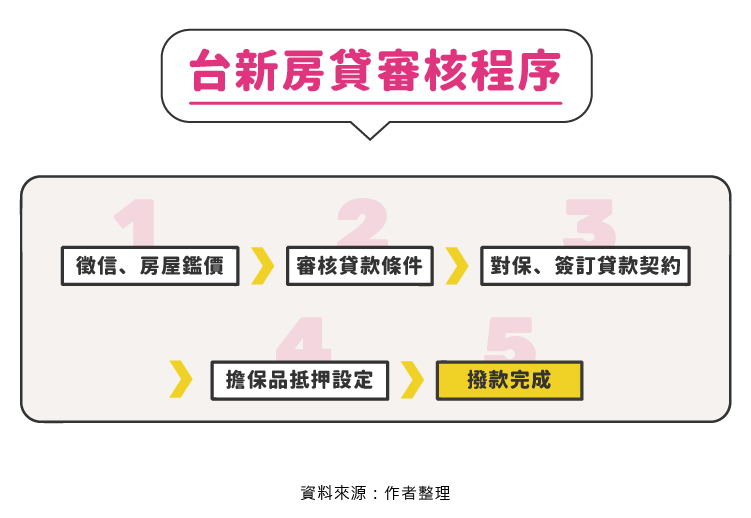 台新房貸審核程序
1
2
3
徵信、房屋鑑價
審核貸款條件
對保、簽訂貸款契約
4
5
擔保品抵押設定
撥款完成
資料來源：作者整理